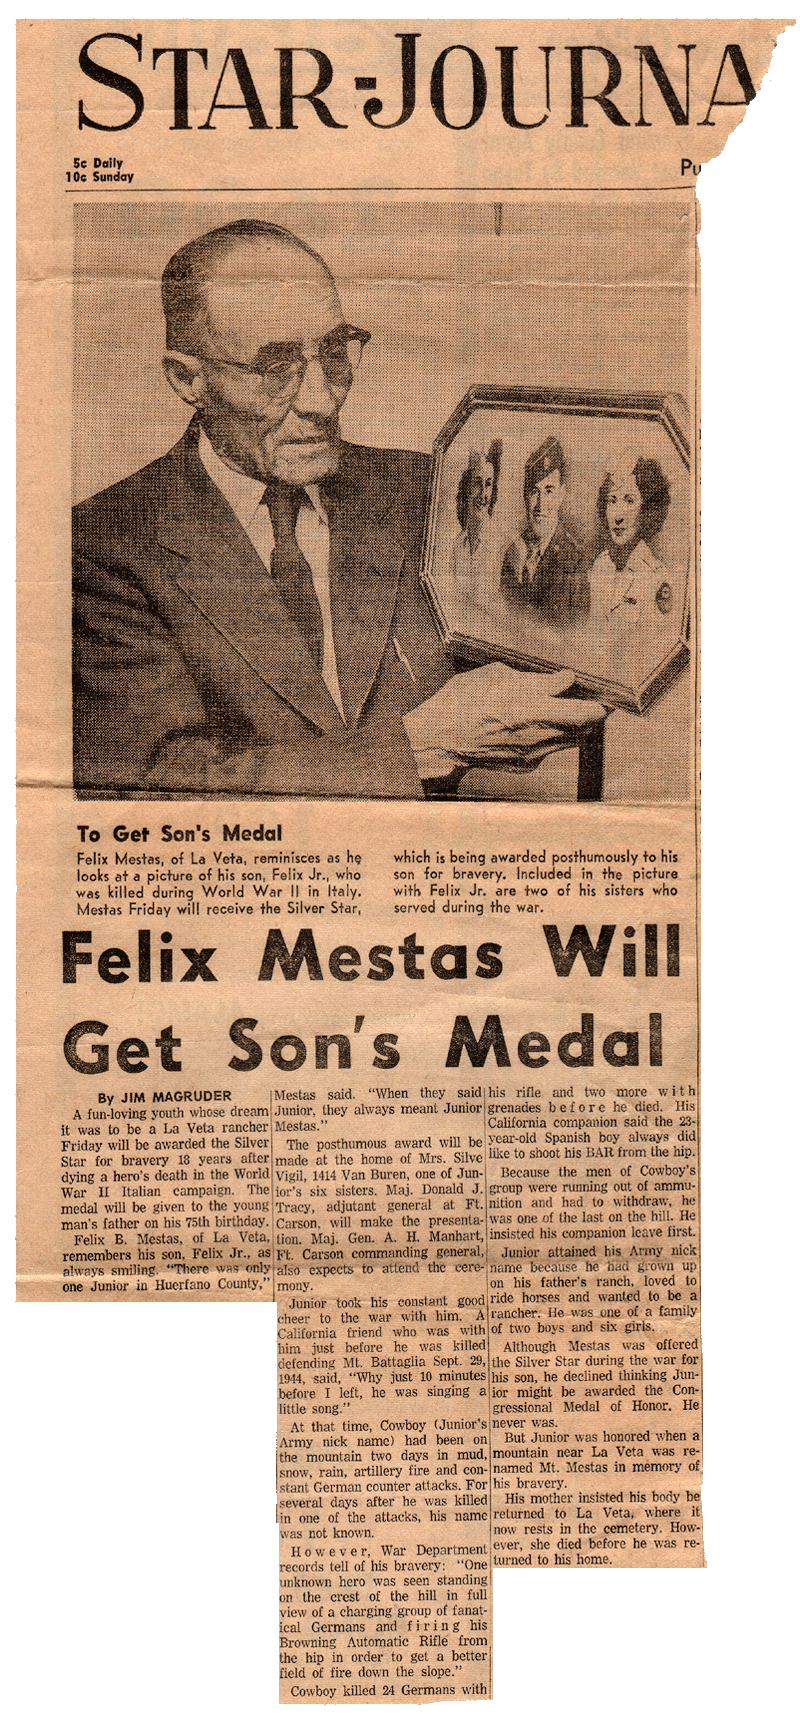 STAR-JOURNA
5c Daily
10c Sunday
Pu
To Get Son's Medal
Felix Mestas, of La Veta, reminisces as he
looks at a picture of his son, Felix Jr., who
was killed during World War II in Italy.
Mestas Friday will receive the Silver Star,
which is being awarded posthumously to his
son for bravery. Included in the picture
with Felix Jr. are two of his sisters who
served during the war.
Felix Mestas Will
Get Son's Medal
By JIM MAGRUDER
A fun-loving youth whose dream
it was to be a La Veta rancher
Friday will be awarded the Silver
Star for bravery 18 years after
dying a hero's death in the World
War II Italian campaign. The
medal will be given to the young
man's father on his 75th birthday.
Felix B. Mestas, of La Veta,
remembers his son, Felix Jr., as
always smiling. "There was only
one Junior in Huerfano County,"
Mestas said. "When they said
Junior, they always meant Junior
Mestas."
The posthumous award will be
made at the home of Mrs. Silve
Vigil, 1414 Van Buren, one of Jun-
ior's six sisters. Maj. Donald J.
Tracy, adjutant general at Ft.
Carson, will make the presenta-
tion. Maj. Gen. A. H. Manhart,
Ft. Carson commanding general,
also expects to attend the cere-
mony.
Junior took his constant good
cheer to the war with him. A
California friend who was with
him just before he was killed
defending Mt. Battaglia Sept. 29,
1944, said, "Why just 10 minutes
before I left, he was singing a
little song."
At that time, Cowboy (Junior's
Army nick name) had been on
the mountain two days in mud,
snow, rain, artillery fire and con-
stant German counter attacks. For
several days after he was killed
in one of the attacks, his name
was not known.
However, War Department
records tell of his bravery: "One
unknown hero was seen standing
on the crest of the hill in full
view of a charging group of fanat-
ical Germans and firing his
Browning Automatic Rifle from
the hip in order to get a better
field of fire down the slope."
Cowboy killed 24 Germans with
his rifle and two more with
grenades before he died. His
California companion said the 23-
year-old Spanish boy always did
like to shoot his BAR from the hip.
Because the men of Cowboy's
group were running out of ammu-
nition and had to withdraw, he
was one of the last on the hill. He
insisted his companion leave first.
Junior attained his Army nick
name because he had grown up
on his father's ranch, loved to
ride horses and wanted to be a
rancher. He was one of a family
of two boys and six girls.
Although Mestas was offered
the Silver Star during the war for
his son, he declined thinking Jun-
ior might be awarded the Con-
gressional Medal of Honor. He
never was.
But Junior was honored when a
mountain near La Veta was re-
named Mt. Mestas in memory of
his bravery.
His mother insisted his body be
returned to La Veta, where it
now rests in the cemetery. How-
ever, she died before he was re-
turned to his home.